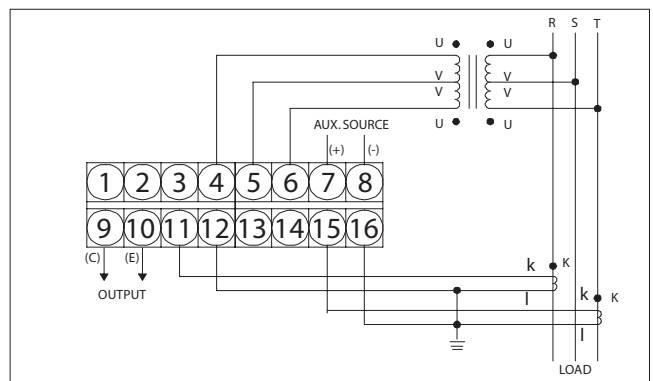 R S T
U U
V V
V V
U U
AUX. SOURCE
(+) (-)
1 2 3 4 5 6 7 8
9 10 11 12 13 14 15 16
(C) (E)
OUTPUT
k K
l
k K
l
LOAD